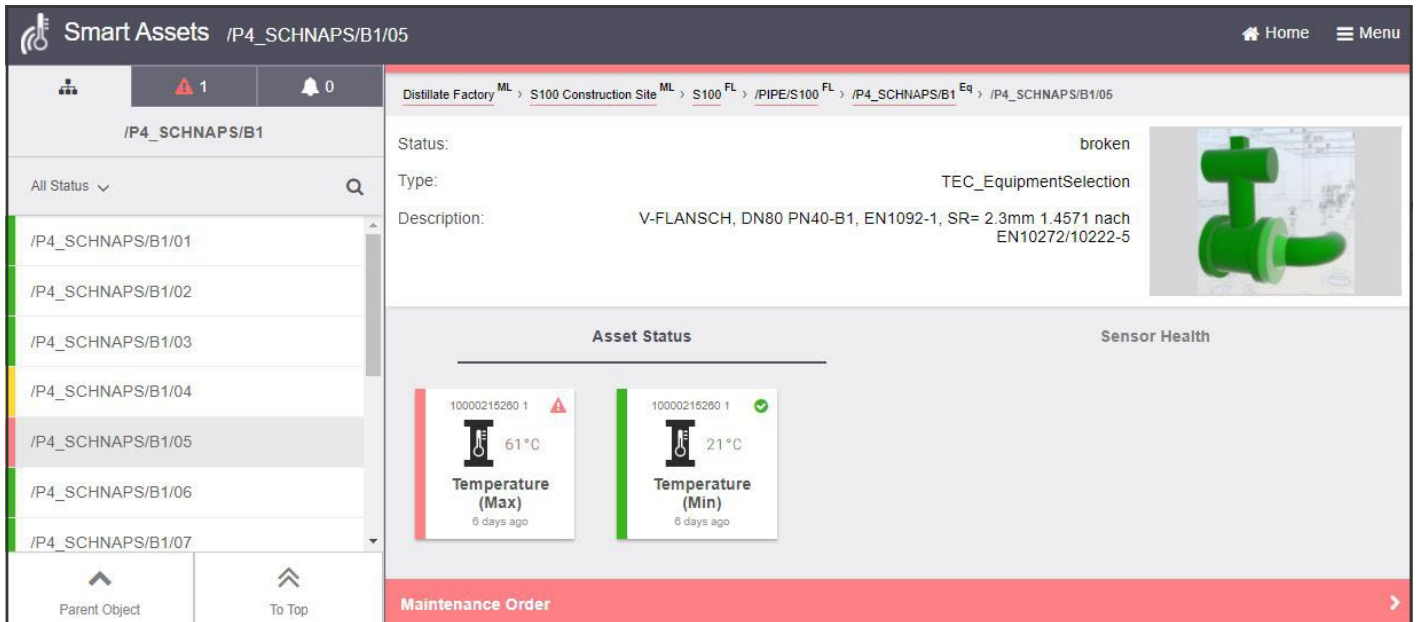 Smart Assets /P4_SCHNAPS/B1/05
Home
Menu
1
0
/P4_SCHNAPS/B1
All Status
/P4_SCHNAPS/B1/01
/P4_SCHNAPS/B1/02
/P4_SCHNAPS/B1/03
/P4_SCHNAPS/B1/04
/P4_SCHNAPS/B1/05
/P4_SCHNAPS/B1/06
/P4_SCHNAPS/B1/07
Parent Object
To Top
Distillate Factory ML › S100 Construction Site ML › S100 FL › /PIPE/S100 FL › /P4_SCHNAPS/B1 Eq › /P4_SCHNAPS/B1/05
Status: broken
Type: TEC_EquipmentSelection
Description: V-FLANSCH, DN80 PN40-B1, EN1092-1, SR= 2.3mm 1.4571 nach
EN10272/10222-5
Asset Status
Sensor Health
10000215260 1
61°C
Temperature
(Max)
6 days ago
10000215260 1
21°C
Temperature
(Min)
6 days ago
Maintenance Order